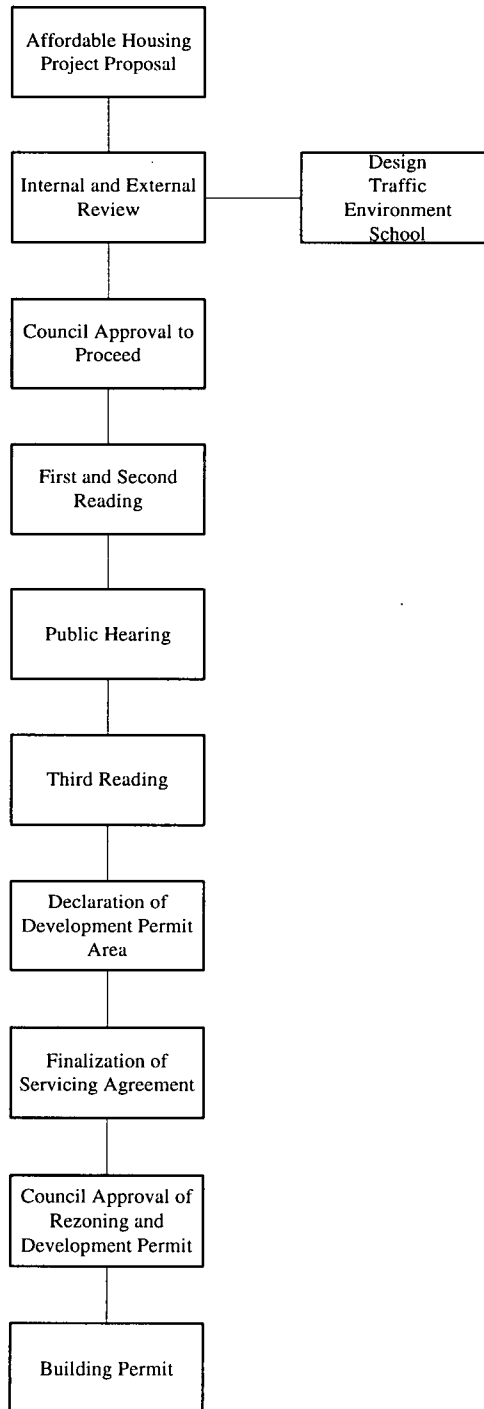 Affordable Housing
Project Proposal
Internal and External
Review
Design
Traffic
Environment
School
Council Approval to
Proceed
First and Second
Reading
Public Hearing
Third Reading
Declaration of
Development Permit
Area
Finalization of
Servicing Agreement
Council Approval of
Rezoning and
Development Permit
Building Permit